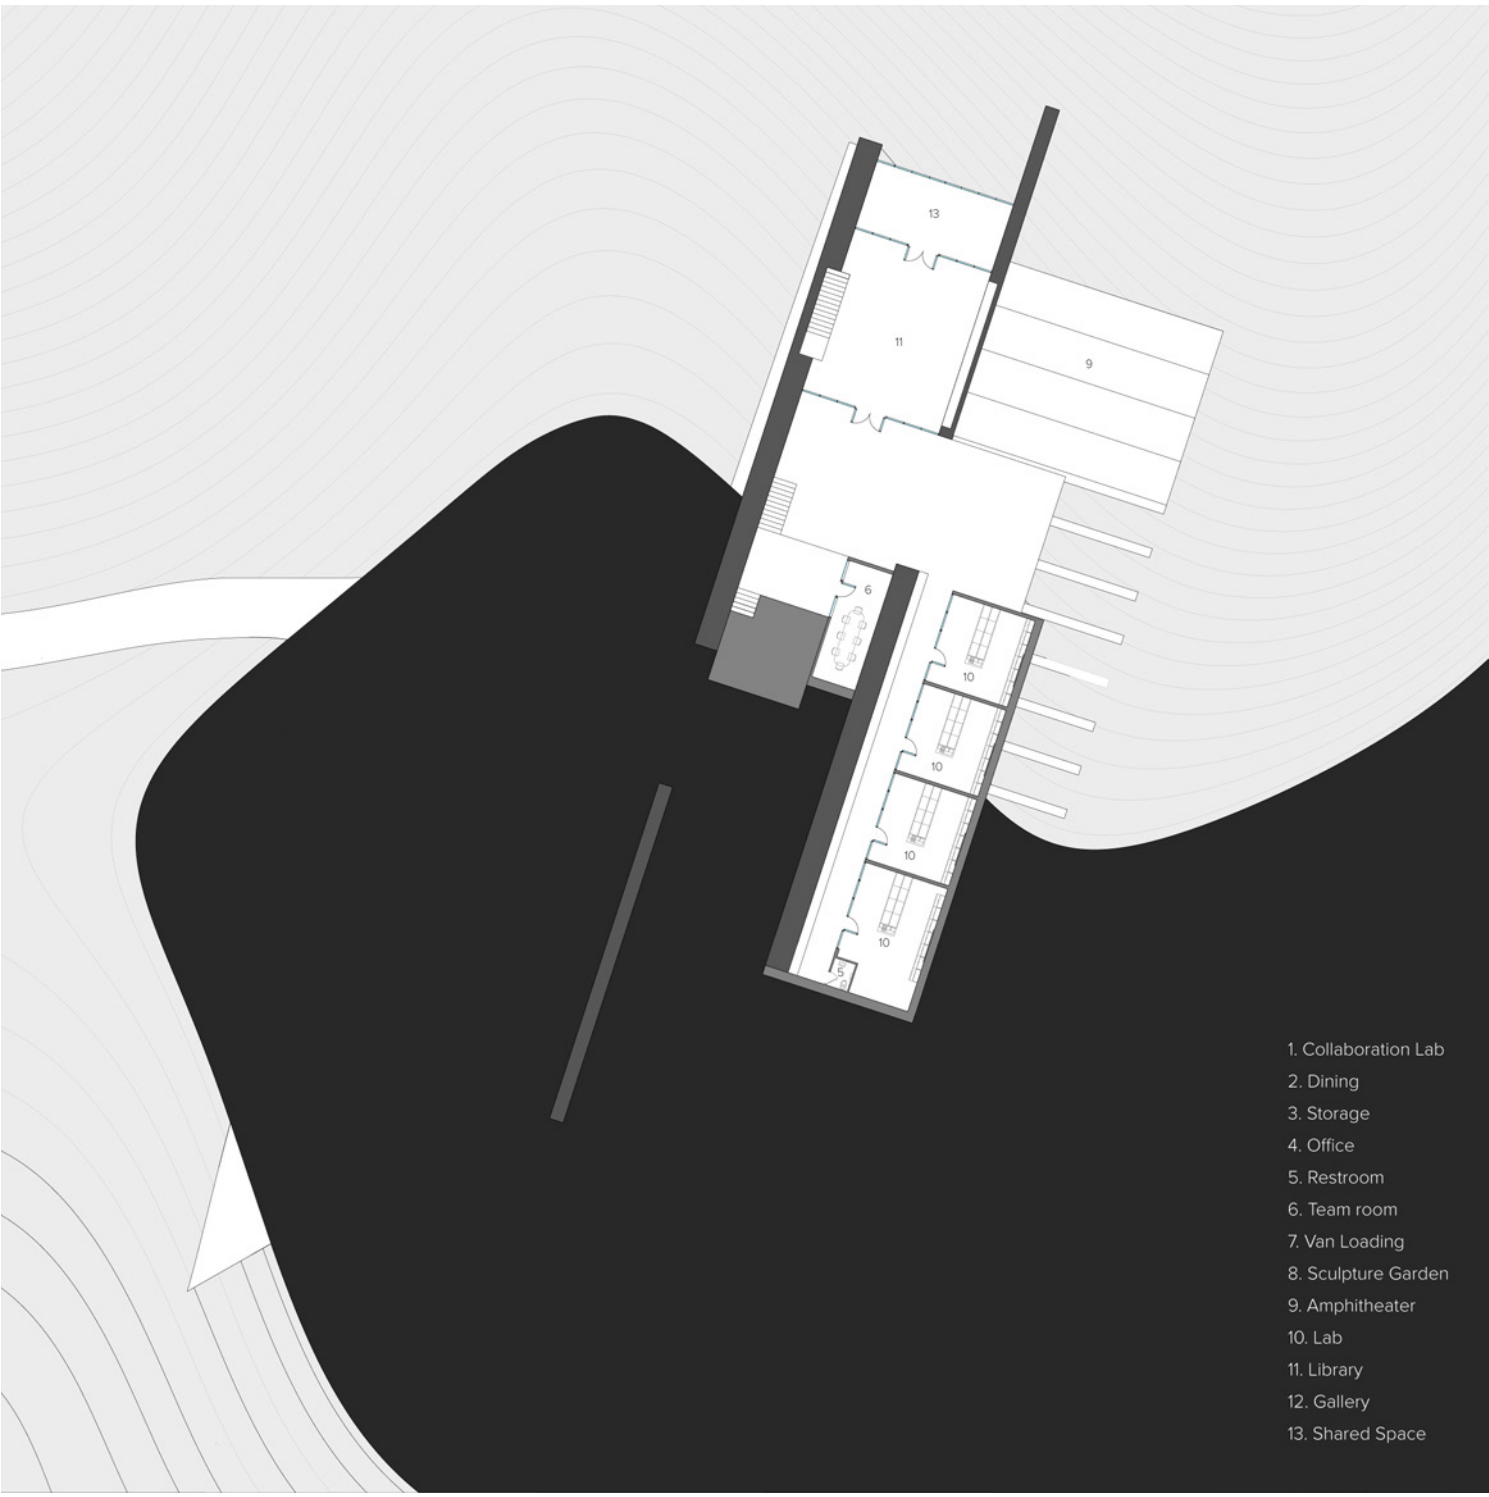 13
11
9
6
10
10
10
10
5
1. Collaboration Lab
2. Dining
3. Storage
4. Office
5. Restroom
6. Team room
7. Van Loading
8. Sculpture Garden
9. Amphitheater
10. Lab
11. Library
12. Gallery
13. Shared Space